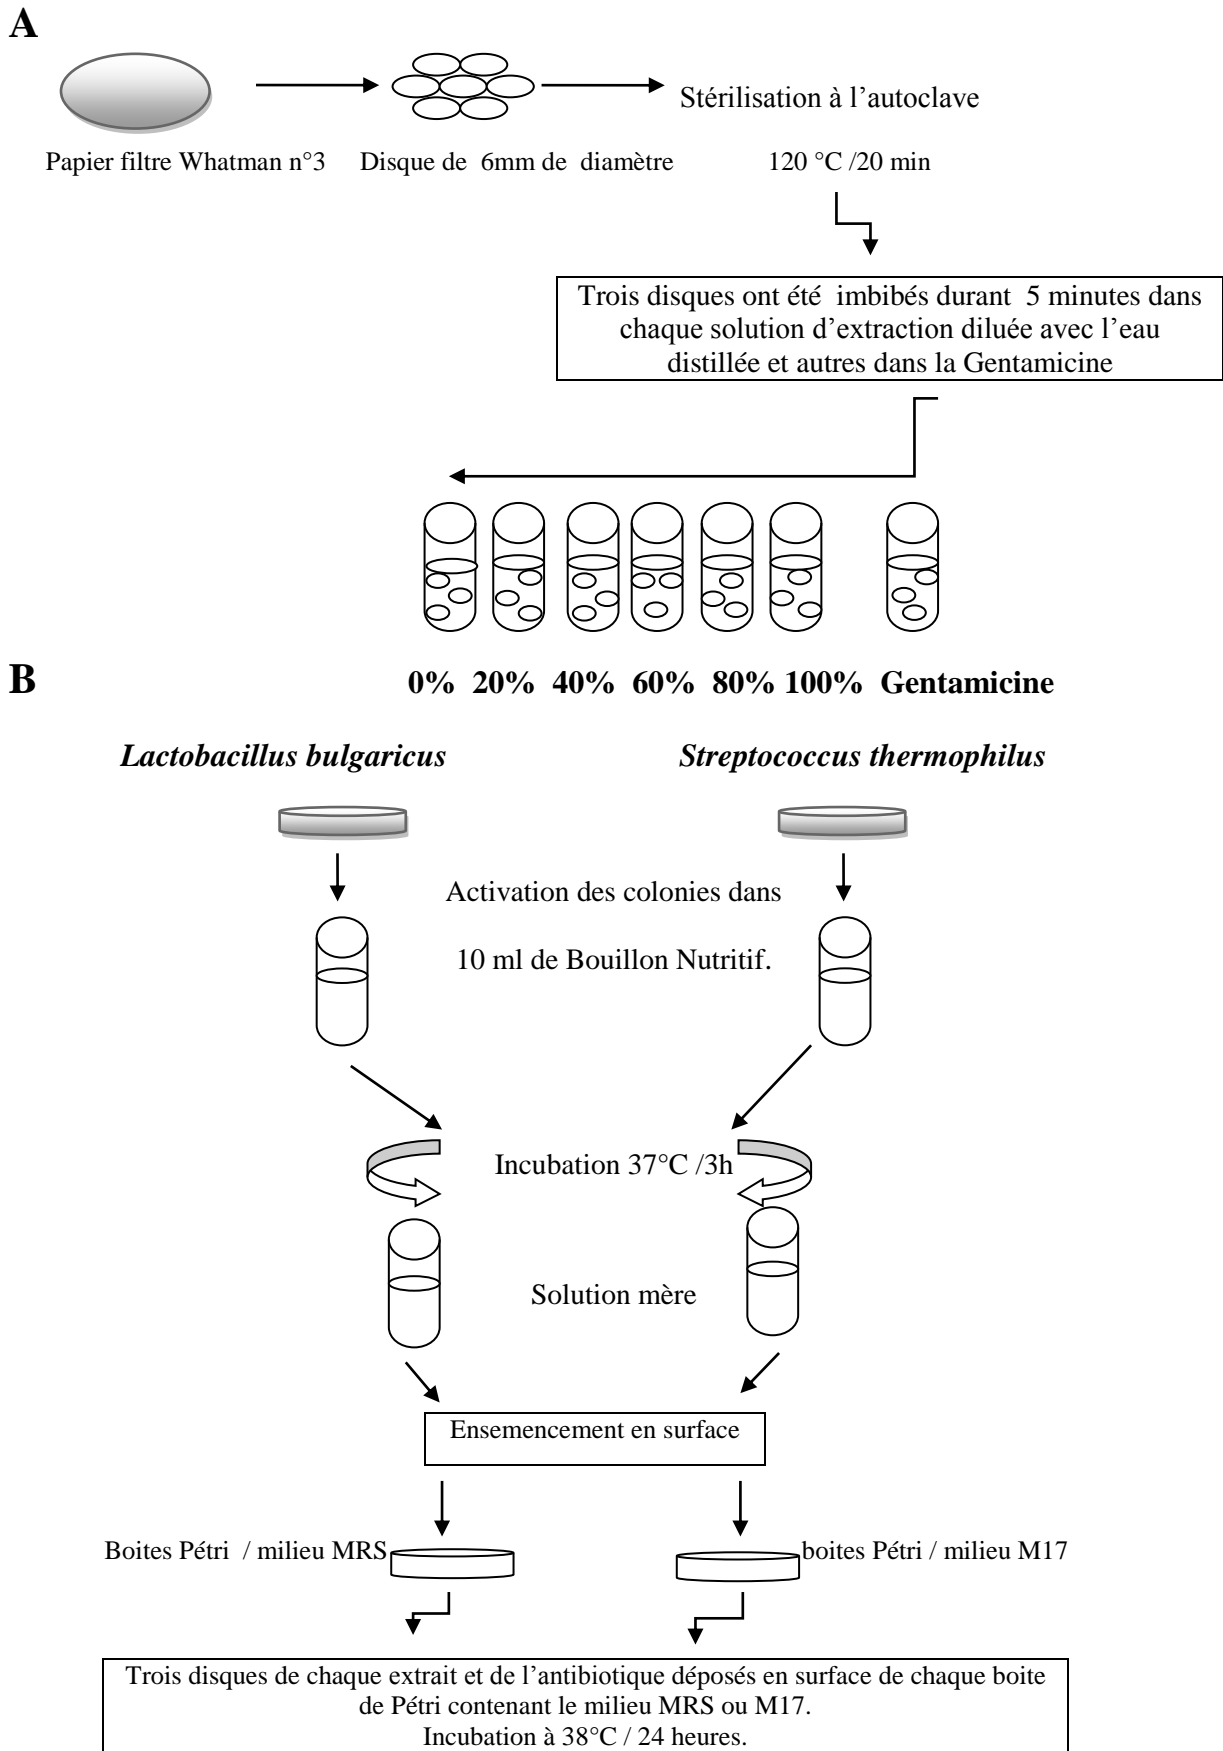 A
Stérilisation à l'autoclave
Papier filtre Whatman n°3 Disque de 6mm de diamètre 120 °C /20 min
Trois disques ont été imbibés durant 5 minutes dans
chaque solution d'extraction diluée avec l'eau
distillée et autres dans la Gentamicine
0% 20% 40% 60% 80% 100% Gentamicine
B
Lactobacillus bulgaricus Streptococcus thermophilus
Activation des colonies dans
10 ml de Bouillon Nutritif.
Incubation 37°C /3h
Solution mère
Ensemencement en surface
Boites Pétri / milieu MRS boites Pétri / milieu M17
Trois disques de chaque extrait et de l'antibiotique déposés en surface de chaque boite
de Pétri contenant le milieu MRS ou M17.
Incubation à 38°C / 24 heures.